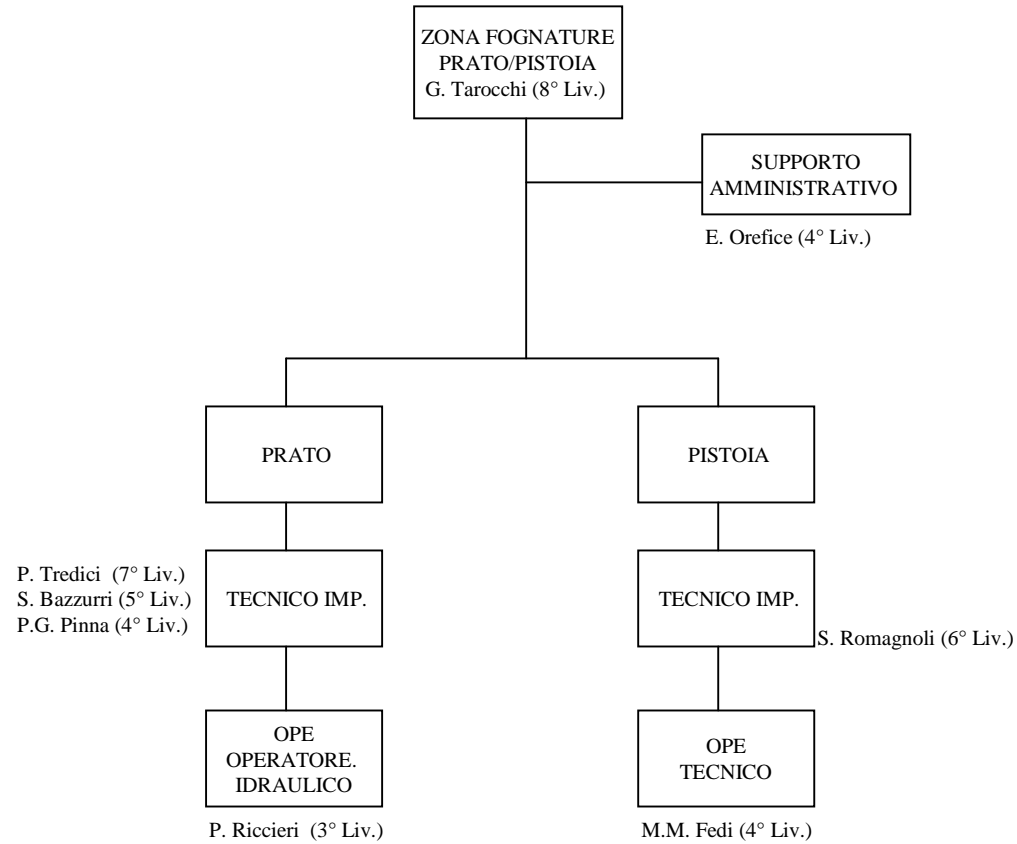 ZONA FOGNATURE
PRATO/PISTOIA
G. Tarocchi (8° Liv.)
SUPPORTO
AMMINISTRATIVO
E. Orefice (4° Liv.)
PRATO
PISTOIA
P. Tredici (7° Liv.)
S. Bazzurri (5° Liv.)
P.G. Pinna (4° Liv.)
TECNICO IMP.
TECNICO IMP.
S. Romagnoli (6° Liv.)
OPE
OPERATORE.
IDRAULICO
P. Riccieri (3° Liv.)
OPE
TECNICO
M.M. Fedi (4° Liv.)